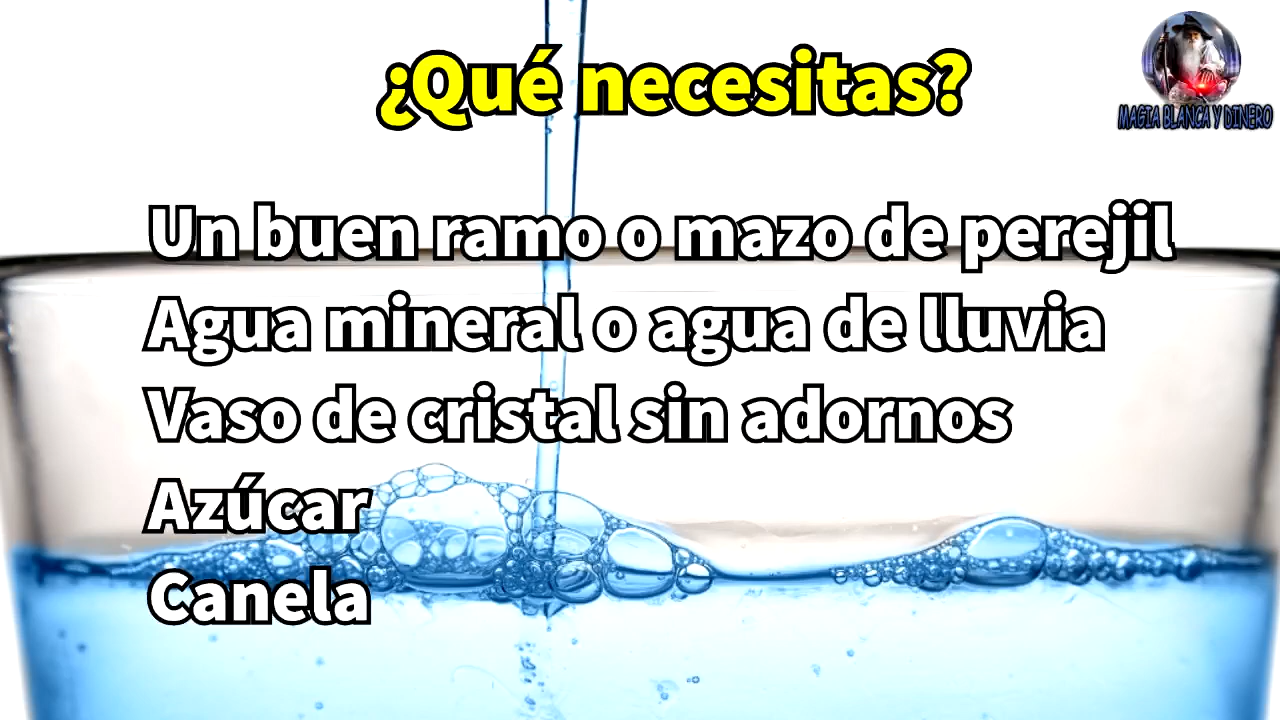 ¿Qué necesitas?
MAGIA BLANCA Y DINERO
Un buen ramo o mazo de perejil
Agua mineral o agua de lluvia
Vaso de cristal sin adornos
Azúcar
Canela